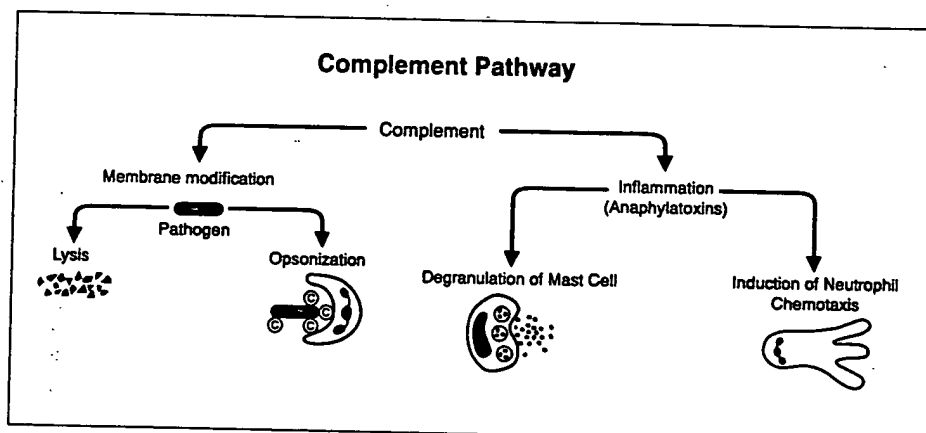 Complement Pathway
Complement
Membrane modification
Pathogen
Lysis
Opsonization
C
C
C
C
Inflammation
(Anaphylatoxins)
Degranulation of Mast Cell
Induction of Neutrophil
Chemotaxis